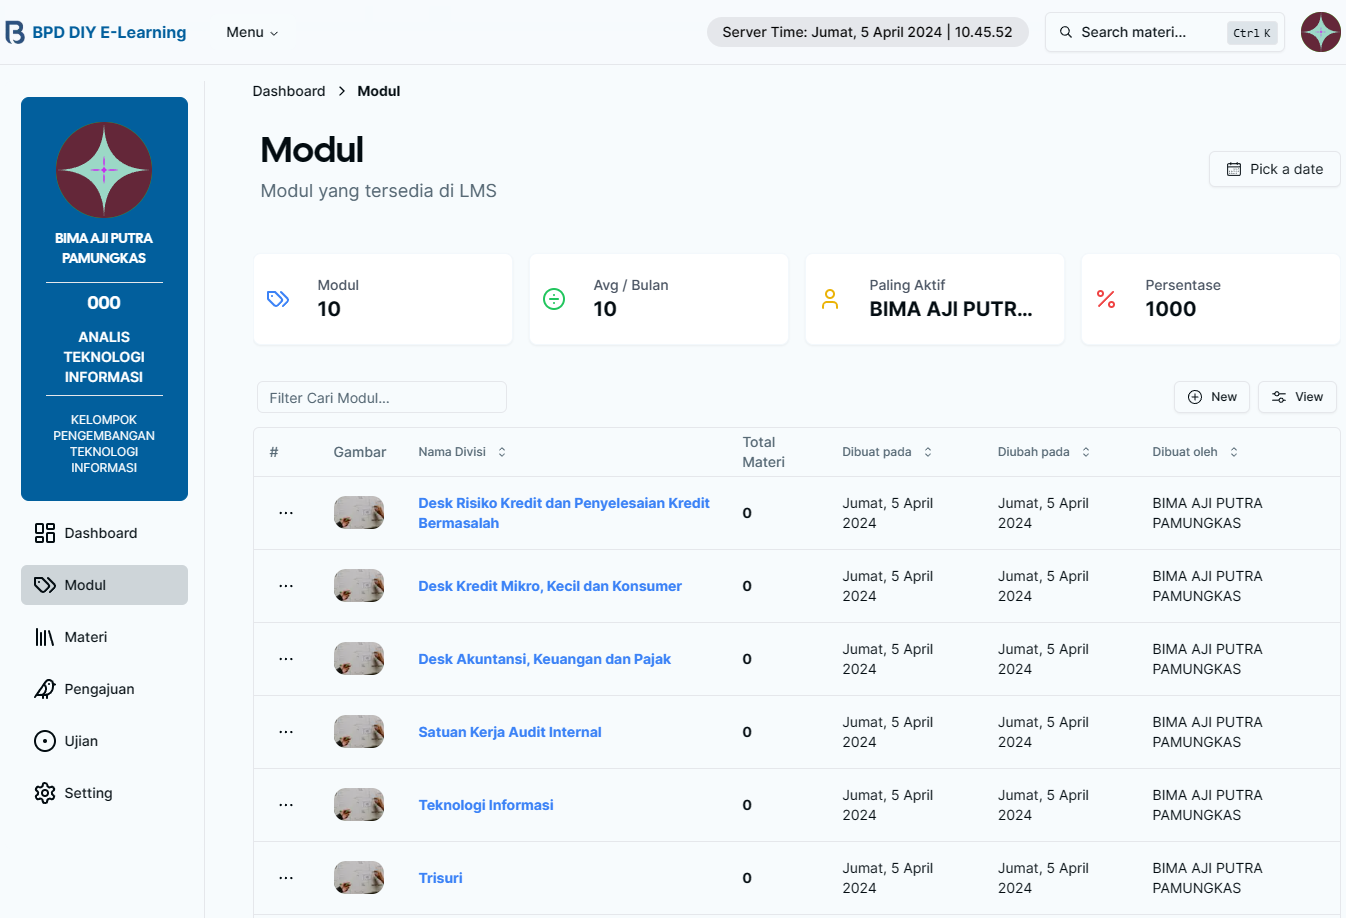 BPD DIY E-Learning
Menu
Server Time: Jumat, 5 April 2024 | 10.45.52
Search materi...
Ctrl K
BIMA AJI PUTRA
PAMUNGKAS
000
ANALIS
TEKNOLOGI
INFORMASI
KELOMPOK
PENGEMBANGAN
TEKNOLOGI
INFORMASI
Dashboard
Modul
Materi
Pengajuan
Ujian
Setting
Dashboard > Modul
Modul
Modul yang tersedia di LMS
Pick a date
Modul
10
Avg / Bulan
10
Paling Aktif
BIMA AJI PUTR...
Persentase
1000
Filter Cari Modul...
New
View
# Gambar Nama Divisi Total Materi Dibuat pada Diubah pada Dibuat oleh
Desk Risiko Kredit dan Penyelesaian Kredit
Bermasalah
0
Jumat, 5 April
2024
Jumat, 5 April
2024
BIMA AJI PUTRA
PAMUNGKAS
Desk Kredit Mikro, Kecil dan Konsumer
0
Jumat, 5 April
2024
Jumat, 5 April
2024
BIMA AJI PUTRA
PAMUNGKAS
Desk Akuntansi, Keuangan dan Pajak
0
Jumat, 5 April
2024
Jumat, 5 April
2024
BIMA AJI PUTRA
PAMUNGKAS
Satuan Kerja Audit Internal
0
Jumat, 5 April
2024
Jumat, 5 April
2024
BIMA AJI PUTRA
PAMUNGKAS
Teknologi Informasi
0
Jumat, 5 April
2024
Jumat, 5 April
2024
BIMA AJI PUTRA
PAMUNGKAS
Trisuri
0
Jumat, 5 April
2024
Jumat, 5 April
2024
BIMA AJI PUTRA
PAMUNGKAS